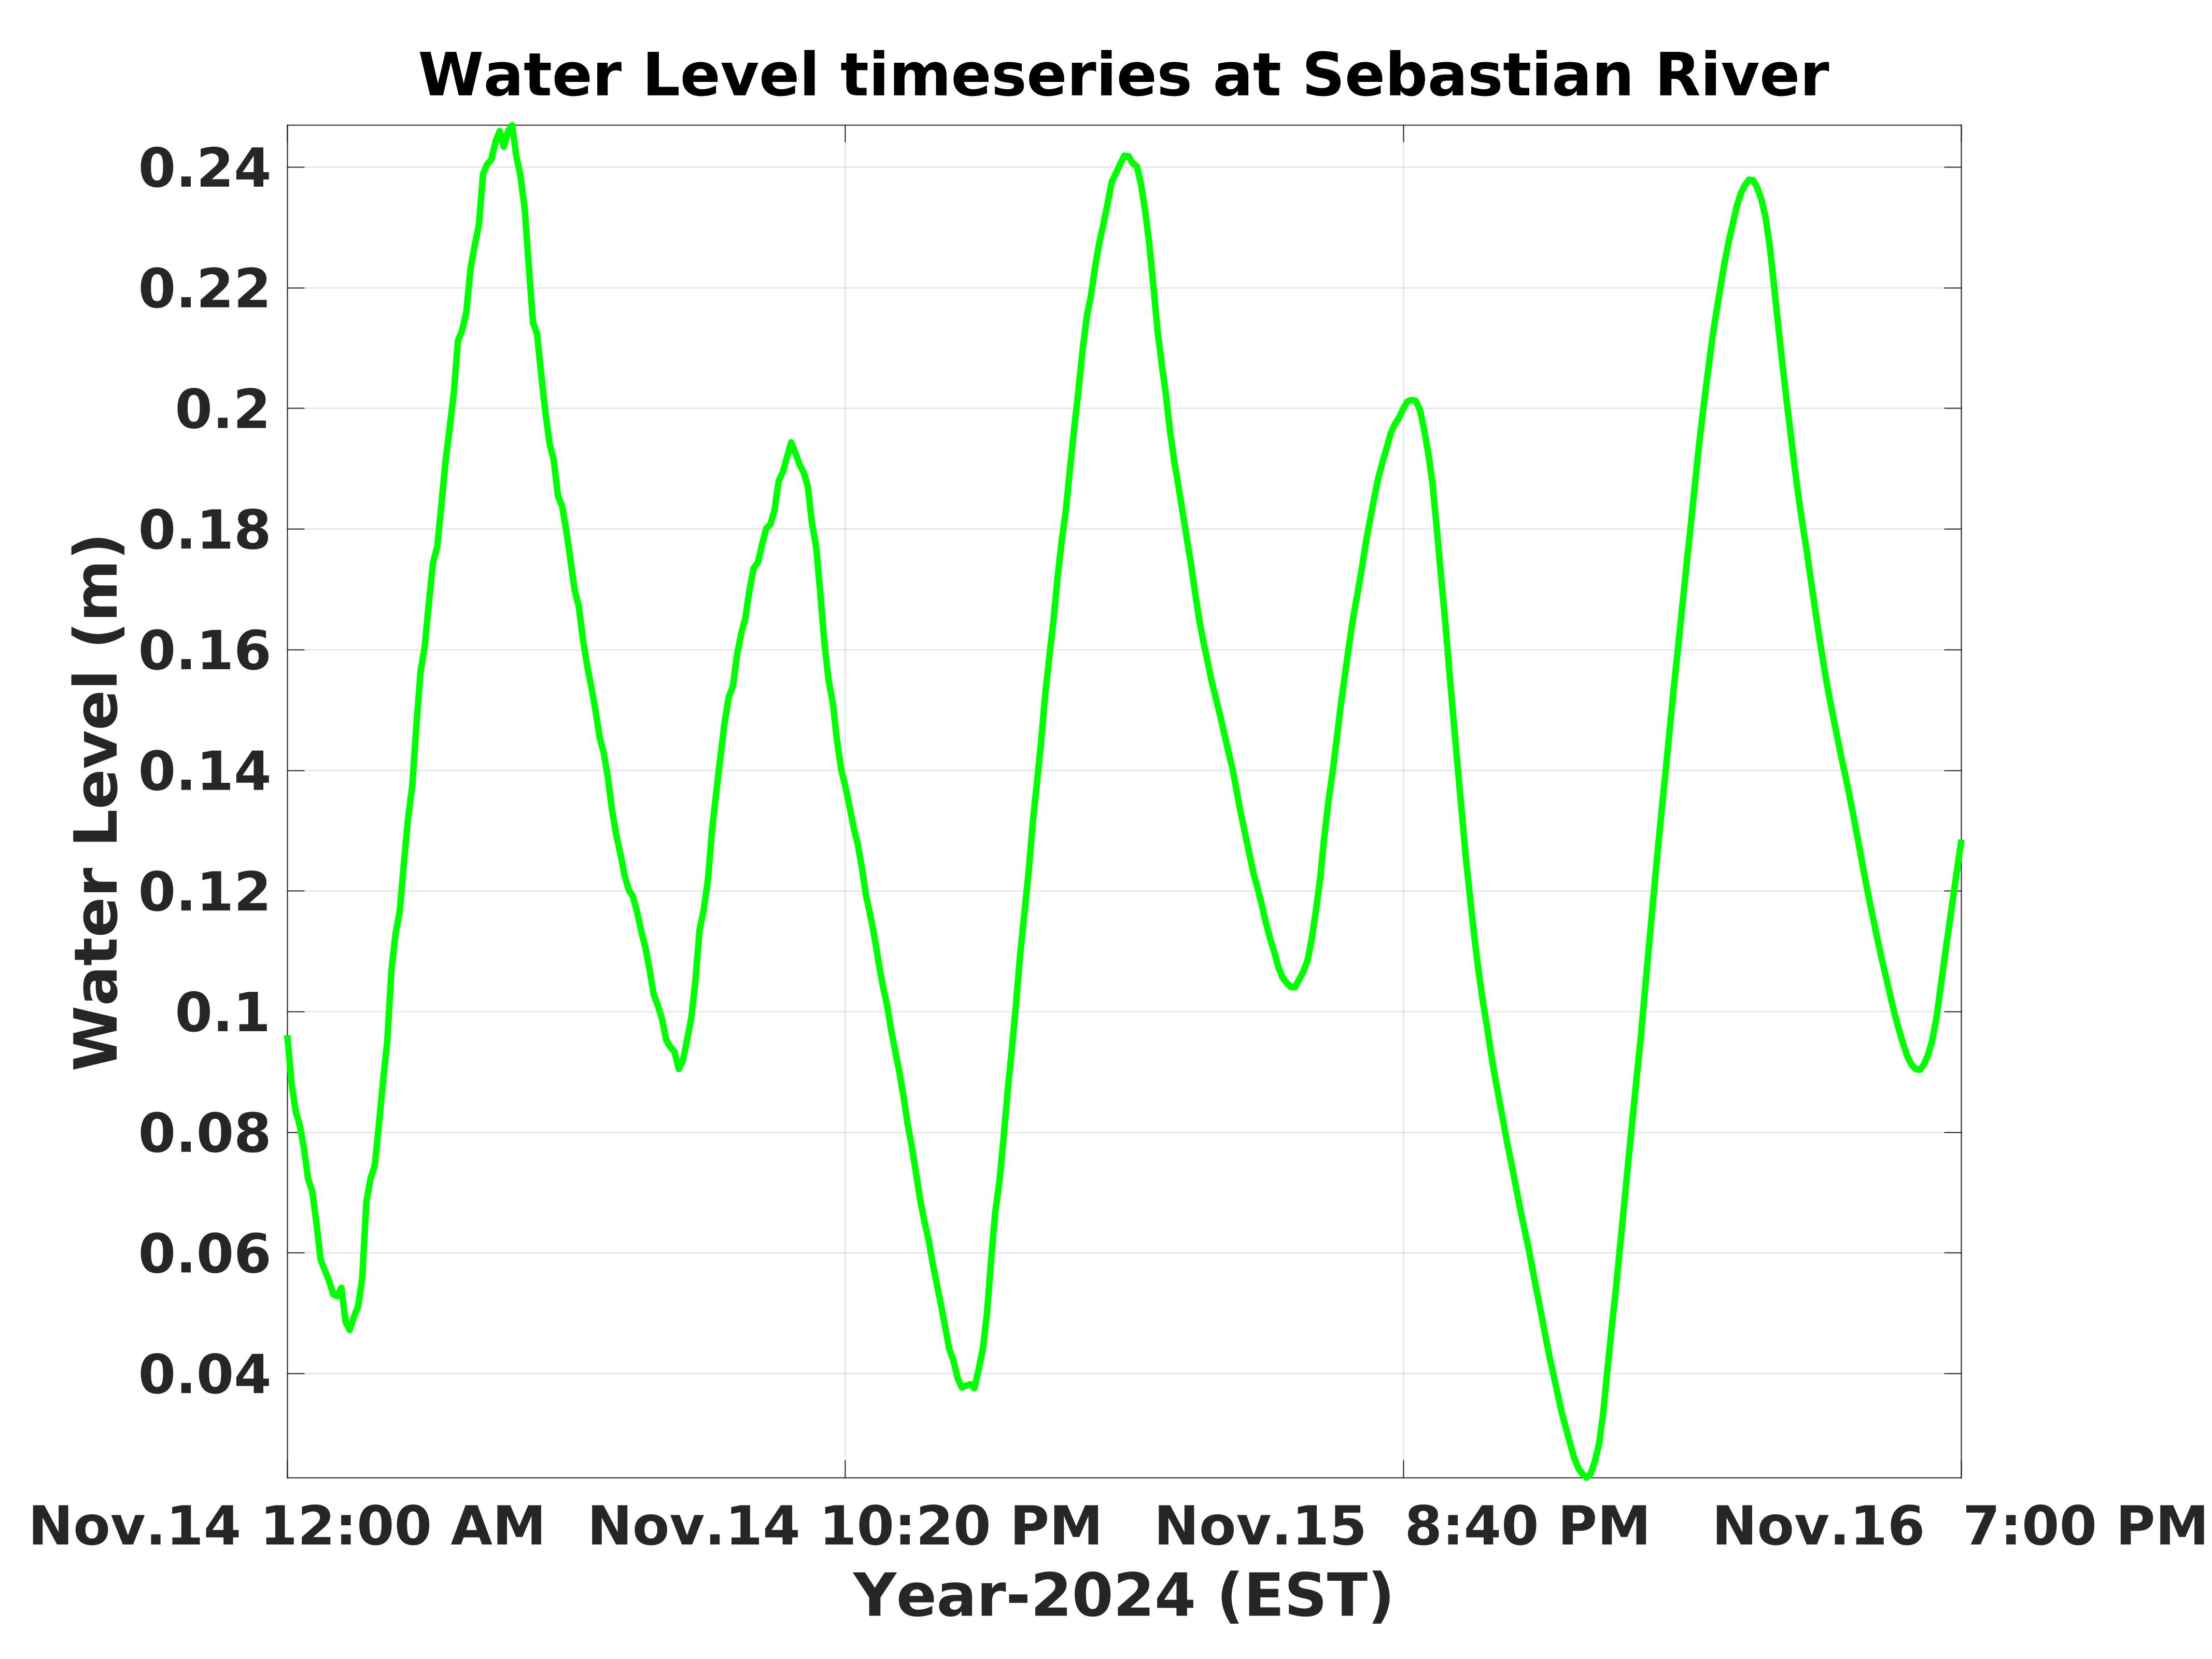 Water Level timeseries at Sebastian River
0.24
0.22
0.2
0.18
0.16
0.14
0.12
0.1
0.08
0.06
0.04
Water Level (m)
Nov.14 12:00 AM Nov.14 10:20 PM Nov.15 8:40 PM Nov.16 7:00 PM
Year-2024 (EST)